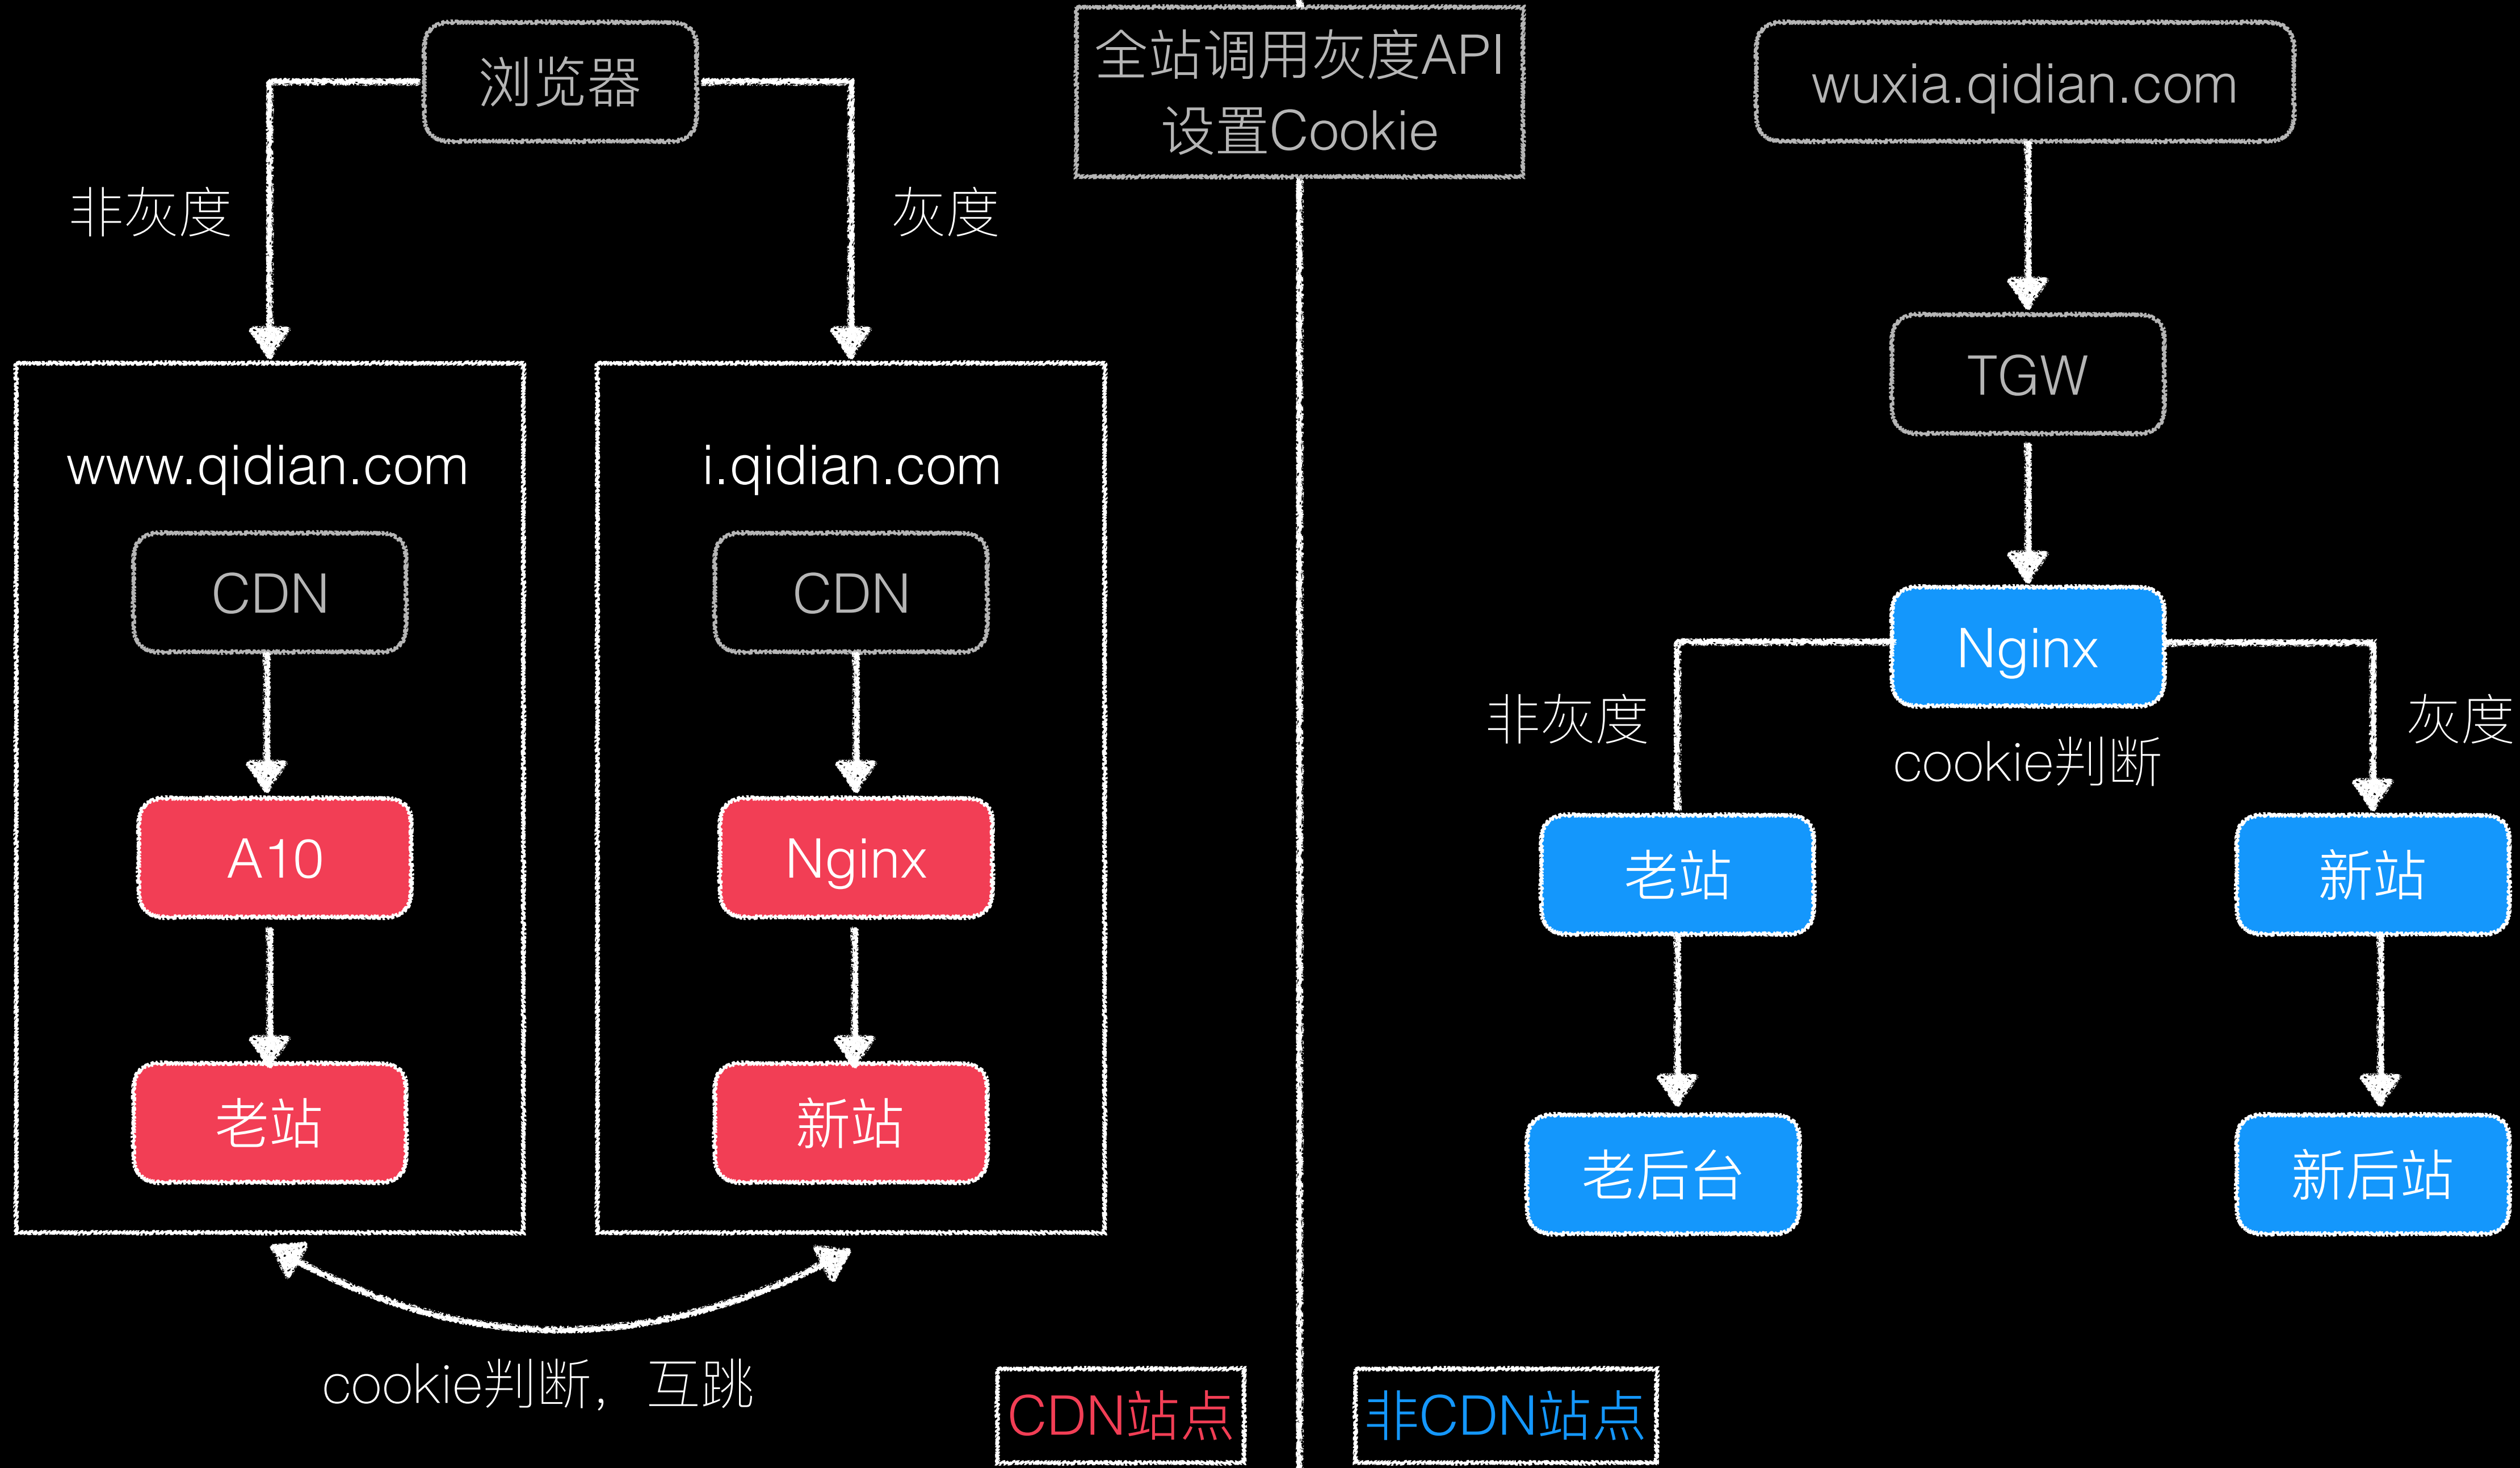 浏览器
非灰度
灰度
www.qidian.com
CDN
A10
老站
i.qidian.com
CDN
Nginx
新站
cookie判断，互跳
CDN站点
全站调用灰度API
设置Cookie
wuxia.qidian.com
TGW
Nginx
cookie判断
非灰度
灰度
老站
新站
老后台
新后站
非CDN站点